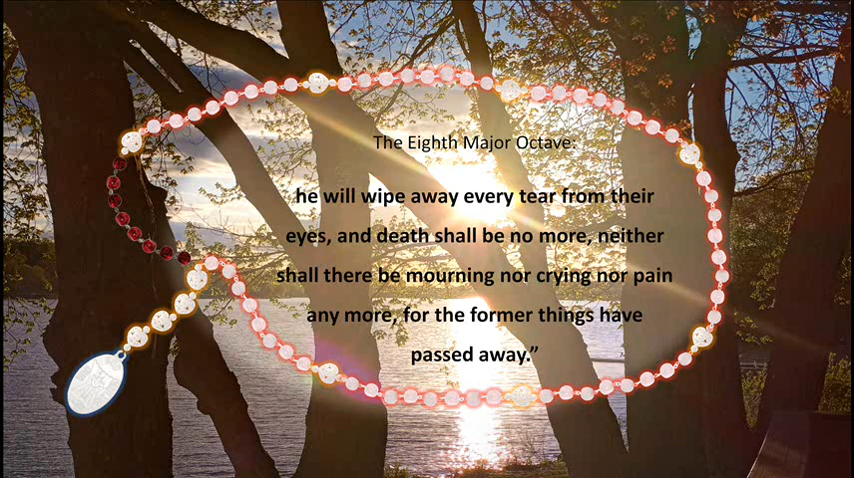 The Eighth Major Octave:
he will wipe away every tear from their
eyes, and death shall be no more, neither
shall there be mourning nor crying nor pain
any more, for the former things have
passed away.”